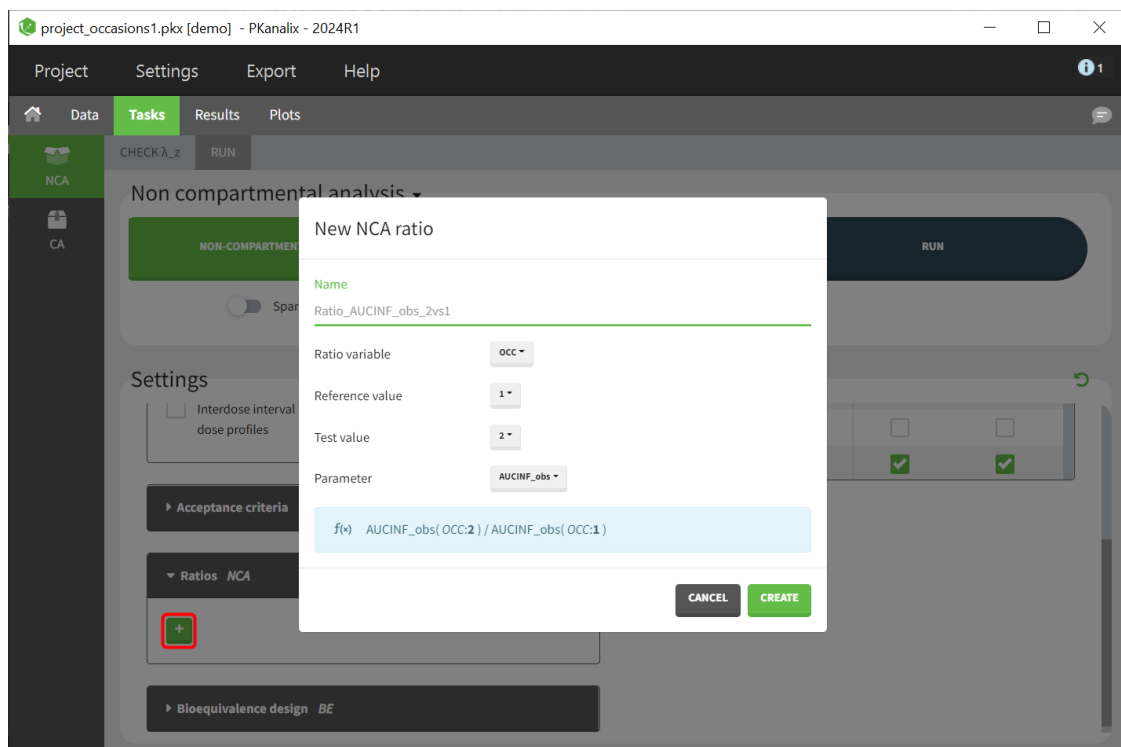 project_occasions1.pkx [demo] - PKanalix - 2024R1
Project Settings Export Help
1
Data Tasks Results Plots
CHECK λ_z RUN
NCA
CA
Non compartmental analysis
NON-COMPARTMEN
RUN
Spar
New NCA ratio
Name
Ratio_AUCINF_obs_2vs1
Ratio variable OCC
Reference value 1
Test value 2
Parameter AUCINF_obs
f(x) AUCINF_obs( OCC:2 ) / AUCINF_obs( OCC:1 )
CANCEL CREATE
Settings
Interdose interval
dose profiles
Acceptance criteria
Ratios NCA
+
Bioequivalence design BE